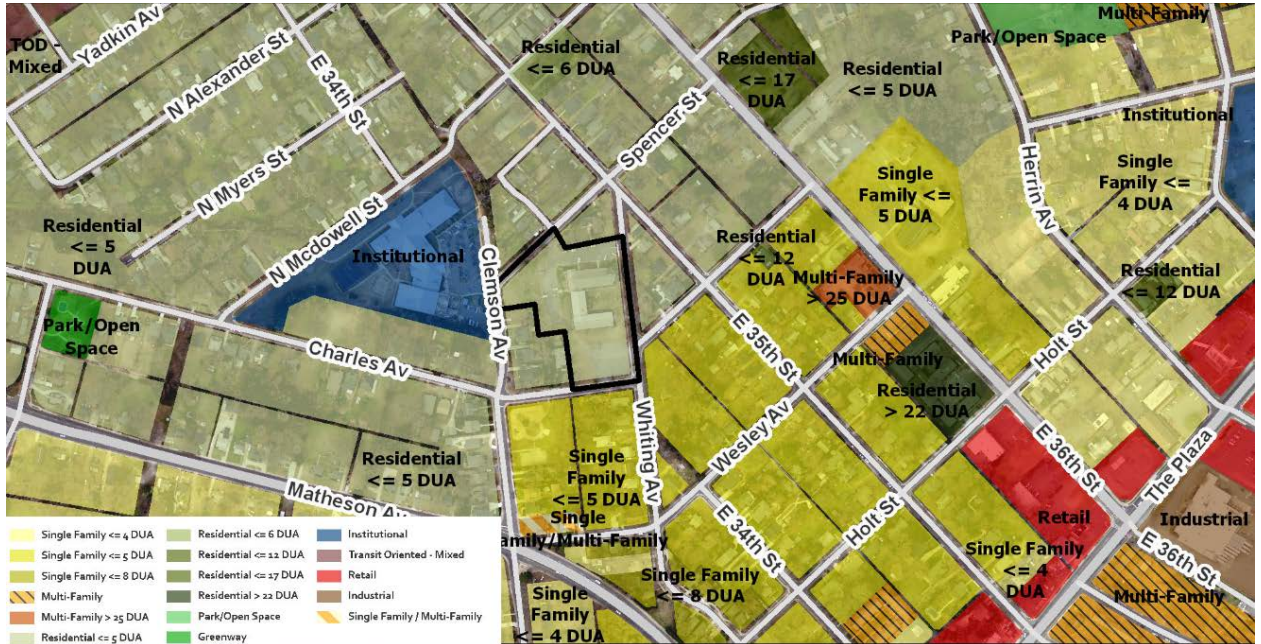 Yadkin Av
TOD -
Mixed
N Alexander St
E 34th St
Residential
<= 6 DUA
Multi-Family
Park/Open Space
Residential
<= 17
DUA
Residential
<= 5 DUA
Spencer St
Institutional
N Myers St
N Mcdowell St
Single
Family <=
5 DUA
Herrin Av
Single
Family <=
4 DUA
Residential
<= 5
DUA
Institutional
Clemson Av
Residential
<= 12
DUA
Multi-Family
> 25 DUA
Residential
<= 12 DUA
Park/Open
Space
Charles Av
E 35th St
Multi-Family
Holt St
Residential
> 22 DUA
Whiting Av
Wesley Av
E 36th St
The Plaza
Residential
<= 5 DUA
Single
Family
<= 5 DUA
Matheson Av
Single
amily/Multi-Family
E 34th St
Holt St
Retail
Industrial
Single
Family <=
4 DUA
E 36th St
Single Family
<= 8 DUA
Multi-Family
Single
Family
<= 4 DUA
Single Family <= 4 DUA
Single Family <= 5 DUA
Single Family <= 8 DUA
Multi-Family
Multi-Family > 25 DUA
Residential <= 5 DUA
Residential <= 6 DUA
Residential <= 12 DUA
Residential <= 17 DUA
Residential > 22 DUA
Park/Open Space
Greenway
Institutional
Transit Oriented - Mixed
Retail
Industrial
Single Family / Multi-Family